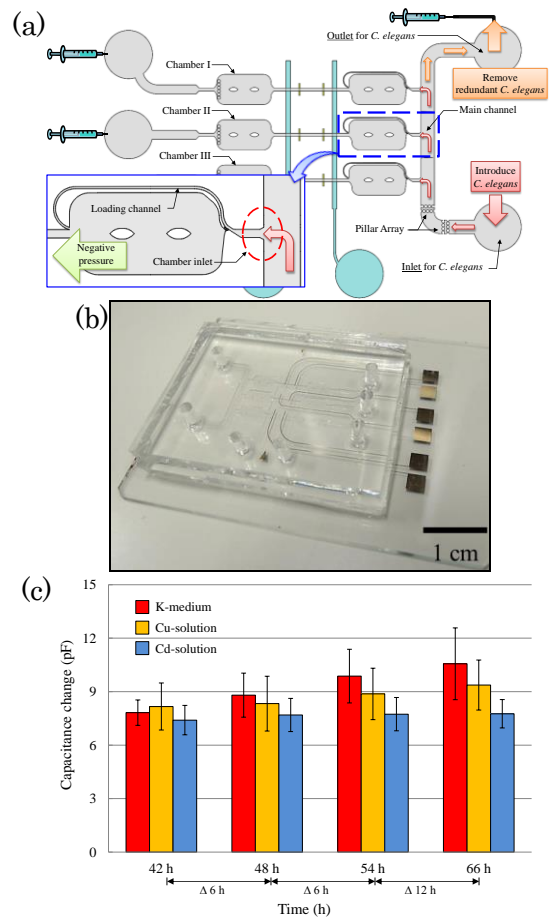 (a)
Chamber I
Chamber II
Chamber III
Outlet for C. elegans
Remove
redundant C. elegans
Main channel
Introduce
C. elegans
Pillar Array
Inlet for C. elegans
Loading channel
Negative
pressure
Chamber inlet
(b)
1 cm
(c)
Capacitance change (pF)
15
12
9
6
3
0
K-medium
Cu-solution
Cd-solution
42 h
48 h
54 h
66 h
Δ 6 h
Δ 6 h
Δ 12 h
Time (h)